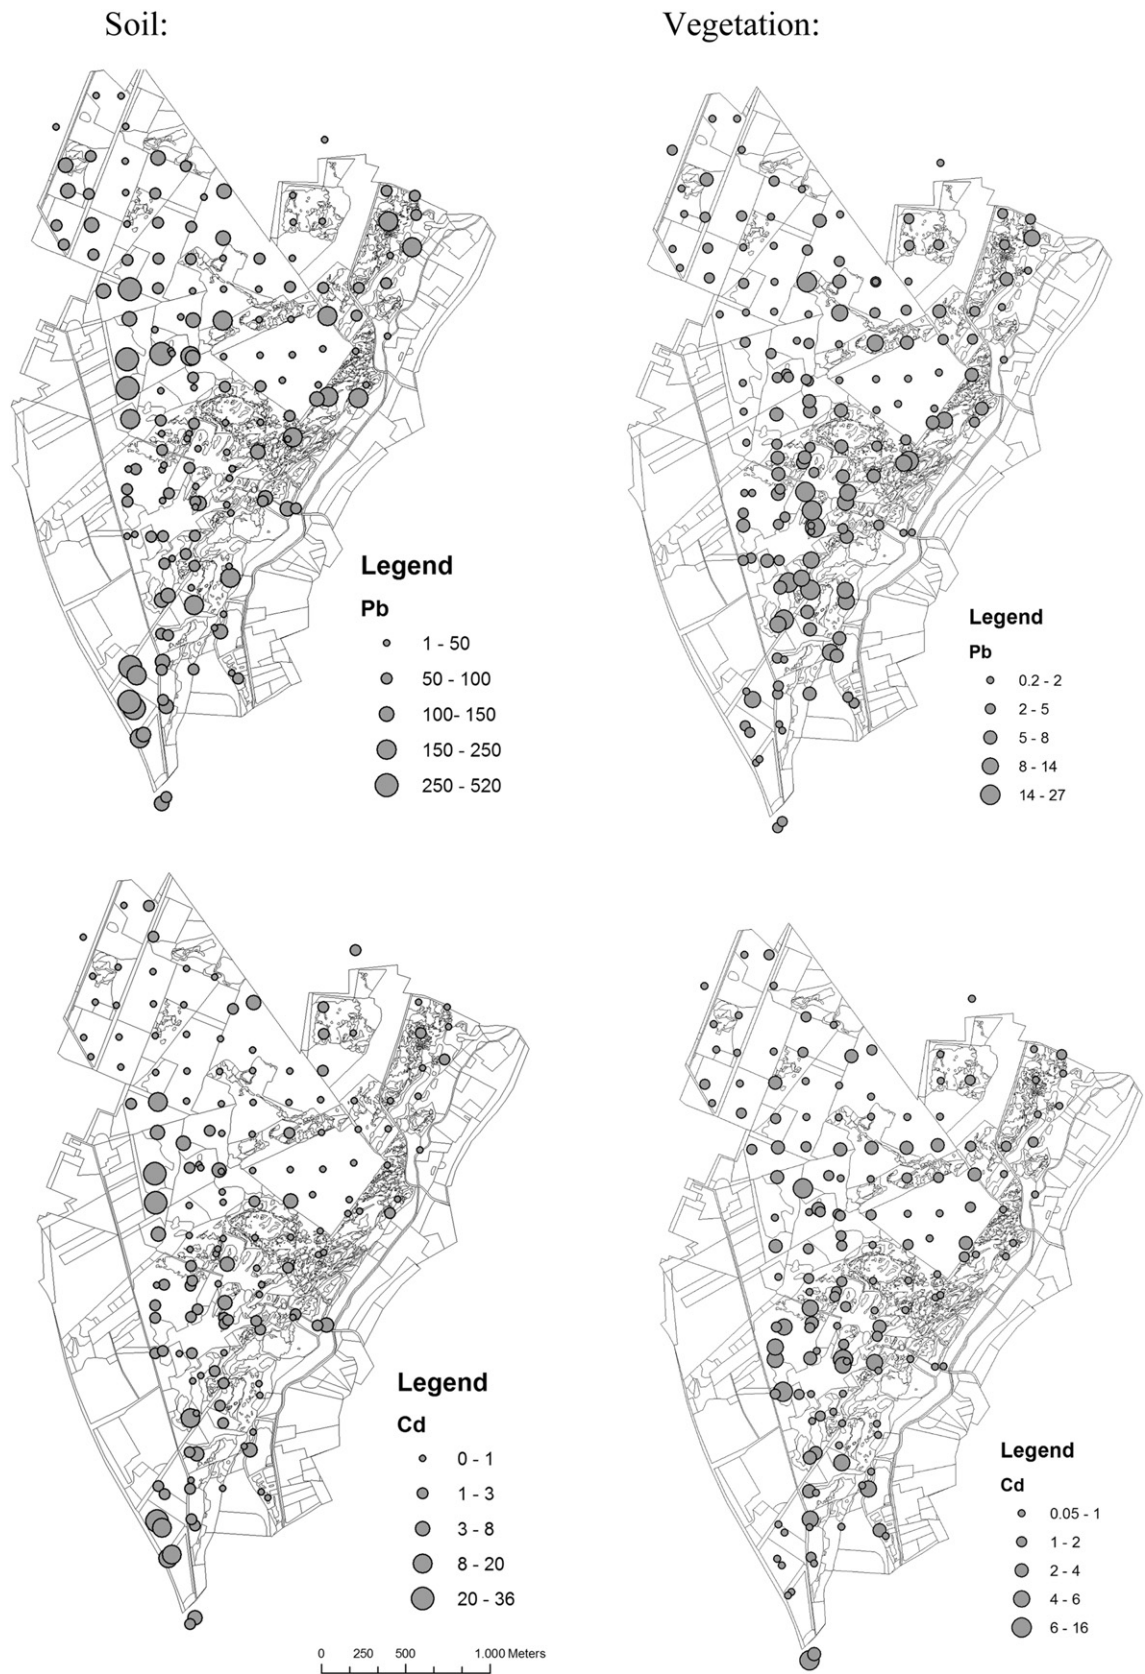 Soil:
Vegetation:
Legend
Pb
1 - 50
50 - 100
100- 150
150 - 250
250 - 520
Legend
Pb
0.2 - 2
2 - 5
5 - 8
8 - 14
14 - 27
Legend
Cd
0 - 1
1 - 3
3 - 8
8 - 20
20 - 36
0 250 500 1.000 Meters
Legend
Cd
0.05 - 1
1 - 2
2 - 4
4 - 6
6 - 16